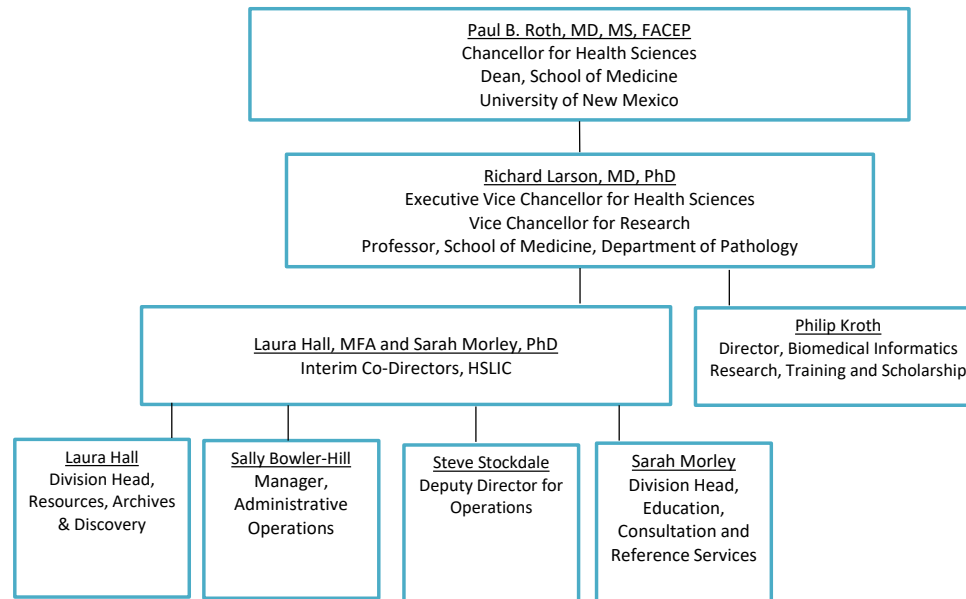 Paul B. Roth, MD, MS, FACEP
Chancellor for Health Sciences
Dean, School of Medicine
University of New Mexico
Richard Larson, MD, PhD
Executive Vice Chancellor for Health Sciences
Vice Chancellor for Research
Professor, School of Medicine, Department of Pathology
Laura Hall, MFA and Sarah Morley, PhD
Interim Co-Directors, HSLIC
Philip Kroth
Director, Biomedical Informatics
Research, Training and Scholarship
Laura Hall
Division Head,
Resources, Archives
& Discovery
Sally Bowler-Hill
Manager,
Administrative
Operations
Steve Stockdale
Deputy Director for
Operations
Sarah Morley
Division Head,
Education,
Consultation and
Reference Services